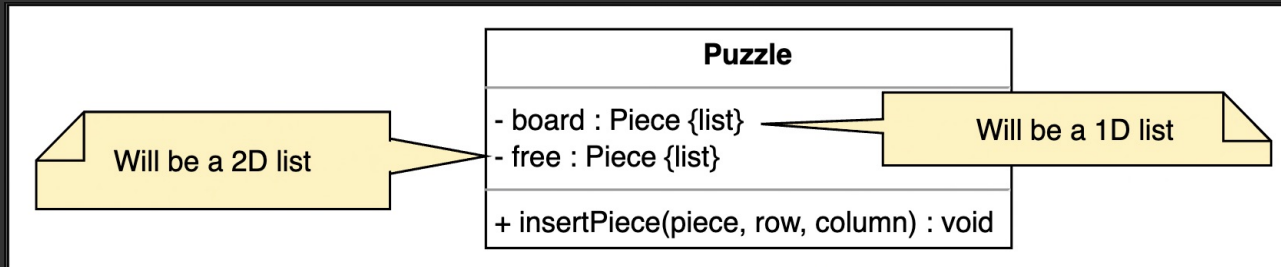 Puzzle
- board : Piece {list}
Will be a 1D list
Will be a 2D list
- free : Piece {list}
+ insertPiece(piece, row, column) : void